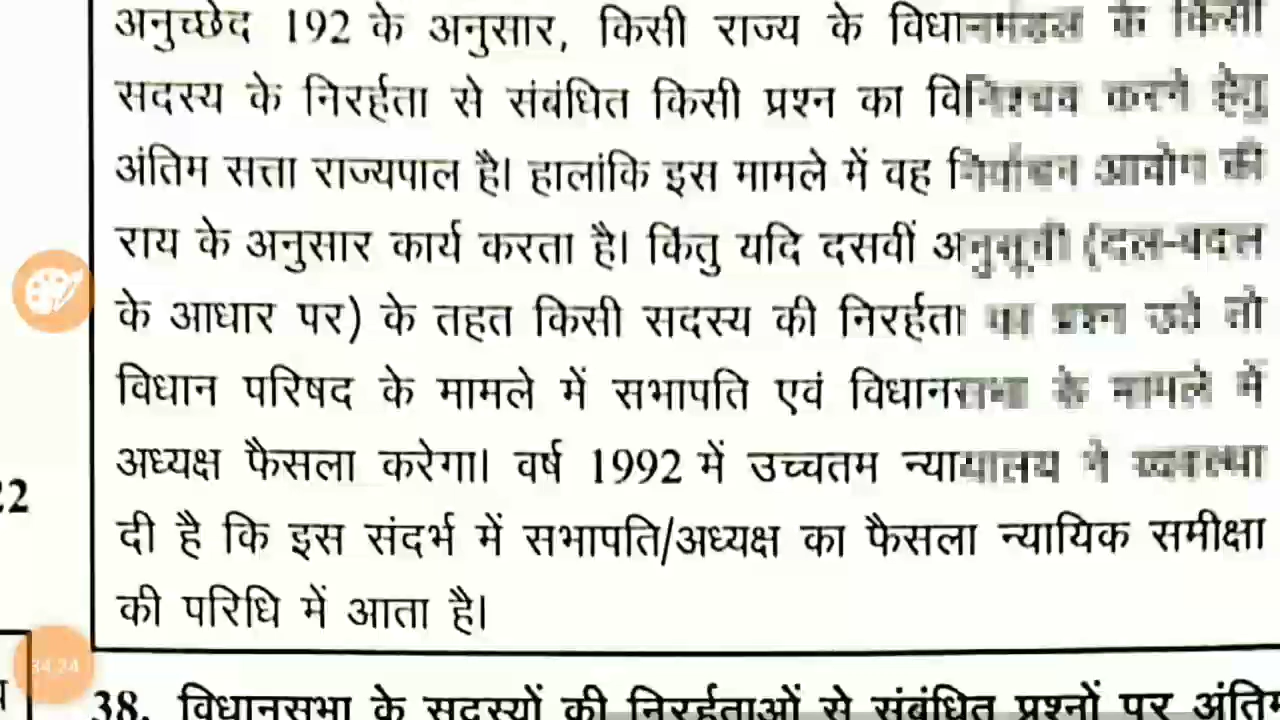 अनुच्छेद 192 के अनुसार, किसी राज्य के विधानमंडल के किसी
सदस्य के निरर्हता से संबंधित किसी प्रश्न का विनिश्चय करने हेतु
अंतिम सत्ता राज्यपाल है। हालांकि इस मामले में वह निर्वाचन आयोग की
राय के अनुसार कार्य करता है। किंतु यदि दसवीं अनुसूची (दल-बदल
के आधार पर) के तहत किसी सदस्य की निरर्हता का प्रश्न उठे तो
विधान परिषद के मामले में सभापति एवं विधानसभा के मामले में
अध्यक्ष फैसला करेगा। वर्ष 1992 में उच्चतम न्यायालय ने व्यवस्था
दी है कि इस संदर्भ में सभापति/अध्यक्ष का फैसला न्यायिक समीक्षा
की परिधि में आता है।
22
34:24
38. विधानसभा के सदस्यों की निरर्हताओं से संबंधित प्रश्नों पर